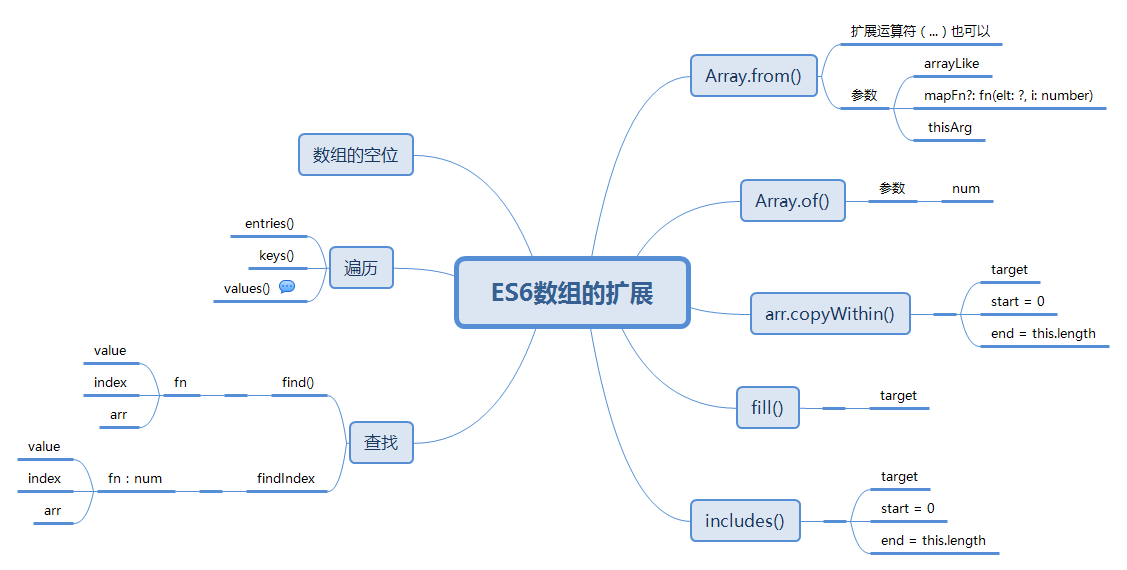 ES6数组的扩展
Array.from()
扩展运算符（...）也可以
参数
arrayLike
mapFn?: fn(elt: ?, i: number)
thisArg
Array.of()
参数
num
arr.copyWithin()
target
start = 0
end = this.length
fill()
target
includes()
target
start = 0
end = this.length
数组的空位
遍历
entries()
keys()
values()
查找
find()
fn
value
index
arr
findIndex
fn：num
value
index
arr